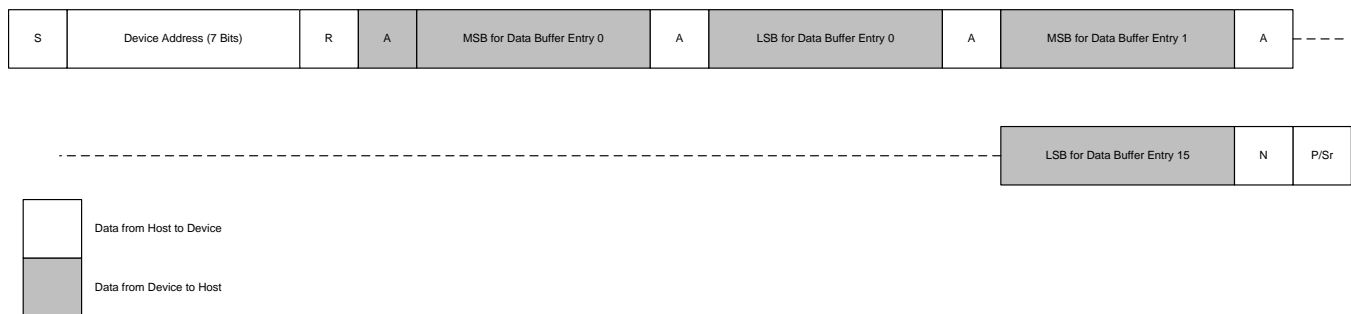 S Device Address (7 Bits) R A MSB for Data Buffer Entry 0 A LSB for Data Buffer Entry 0 A MSB for Data Buffer Entry 1 A
LSB for Data Buffer Entry 15 N P/Sr
Data from Host to Device
Data from Device to Host